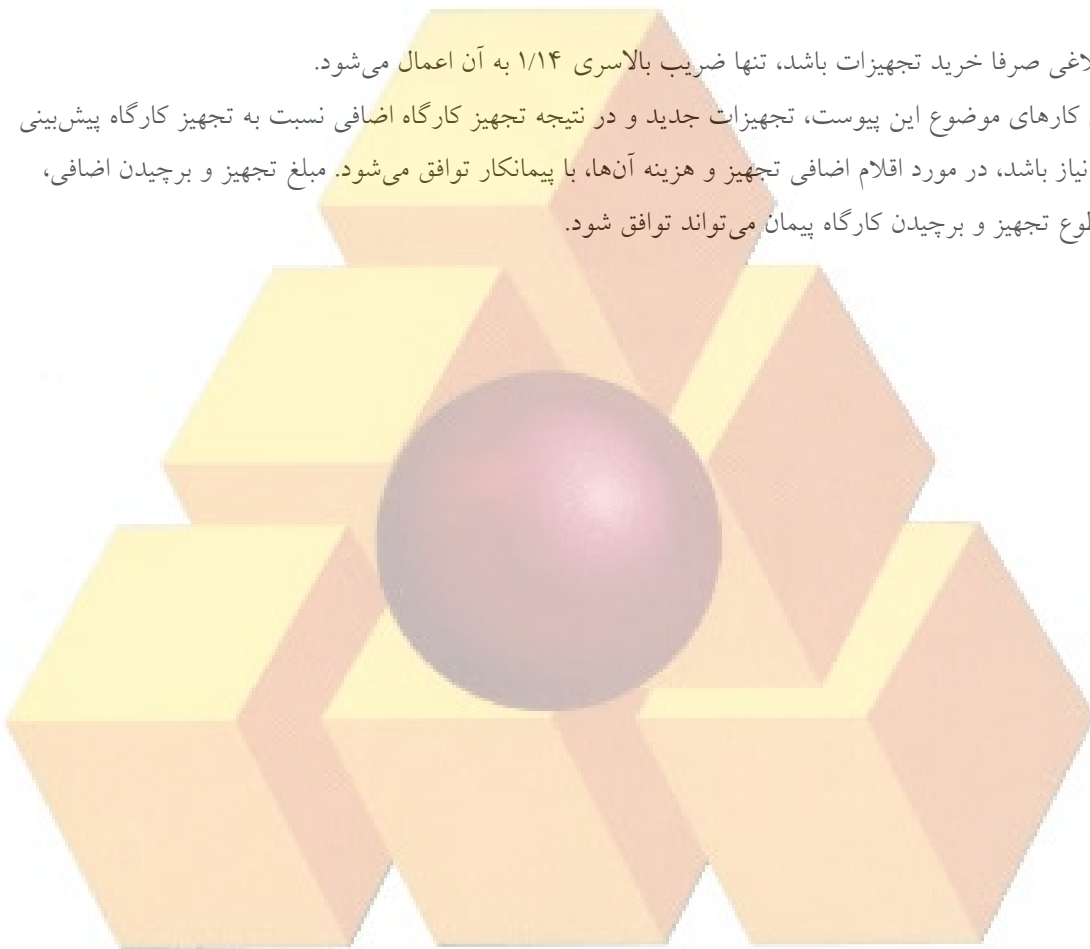 صرفا خرید تجهیزات باشد، تنها ضریب بالاسری ۱/۱۴ به آن اعمال می‌شود.
کارهای موضوع این پیوست، تجهیزات جدید و در نتیجه تجهیز کارگاه اضافی نسبت به تجهیز کارگاه پیش‌بینی
نیاز باشد، در مورد اقلام اضافی تجهیز و هزینه آن‌ها، با پیمانکار توافق می‌شود. مبلغ تجهیز و برچیدن اضافی،
تجهیز و برچیدن کارگاه پیمان می‌تواند توافق شود.